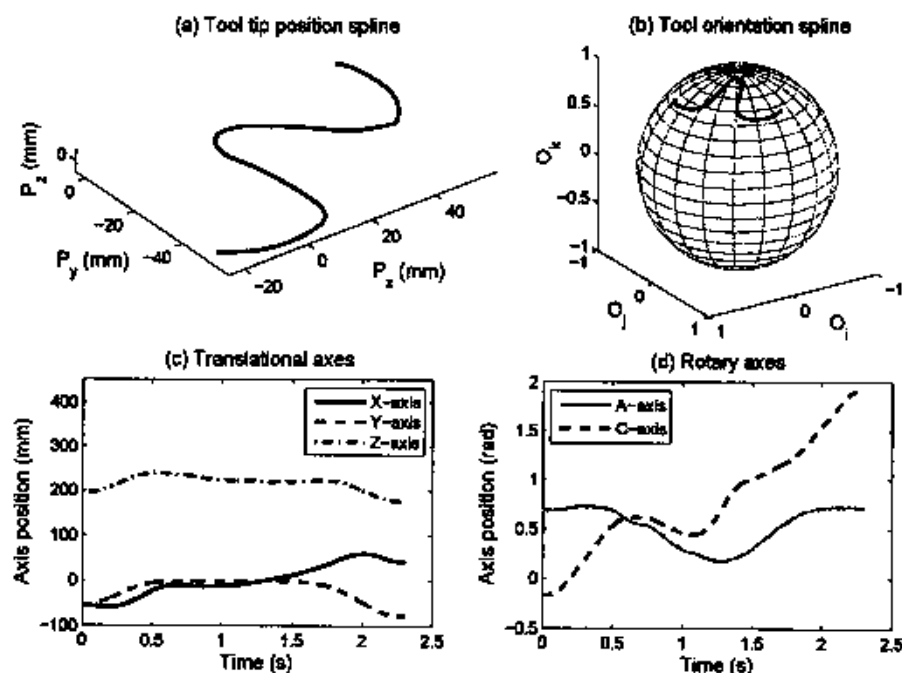 (a) Tool tip position spline
P_z (mm)
0
0
-20
-40
P_y (mm)
-20
0
20
40
P_z (mm)
(b) Tool orientation spline
1
0.5
0
-0.5
-1
O_k
-1
0
1
O_j
1
0
-1
O_i
(c) Translational axes
400
300
200
100
0
-100
Axis position (mm)
X-axis
Y-axis
Z-axis
0
0.5
1
1.5
2
2.5
Time (s)
(d) Rotary axes
2
1.5
1
0.5
0
-0.5
Axis position (rad)
A-axis
C-axis
0
0.5
1
1.5
2
2.5
Time (s)